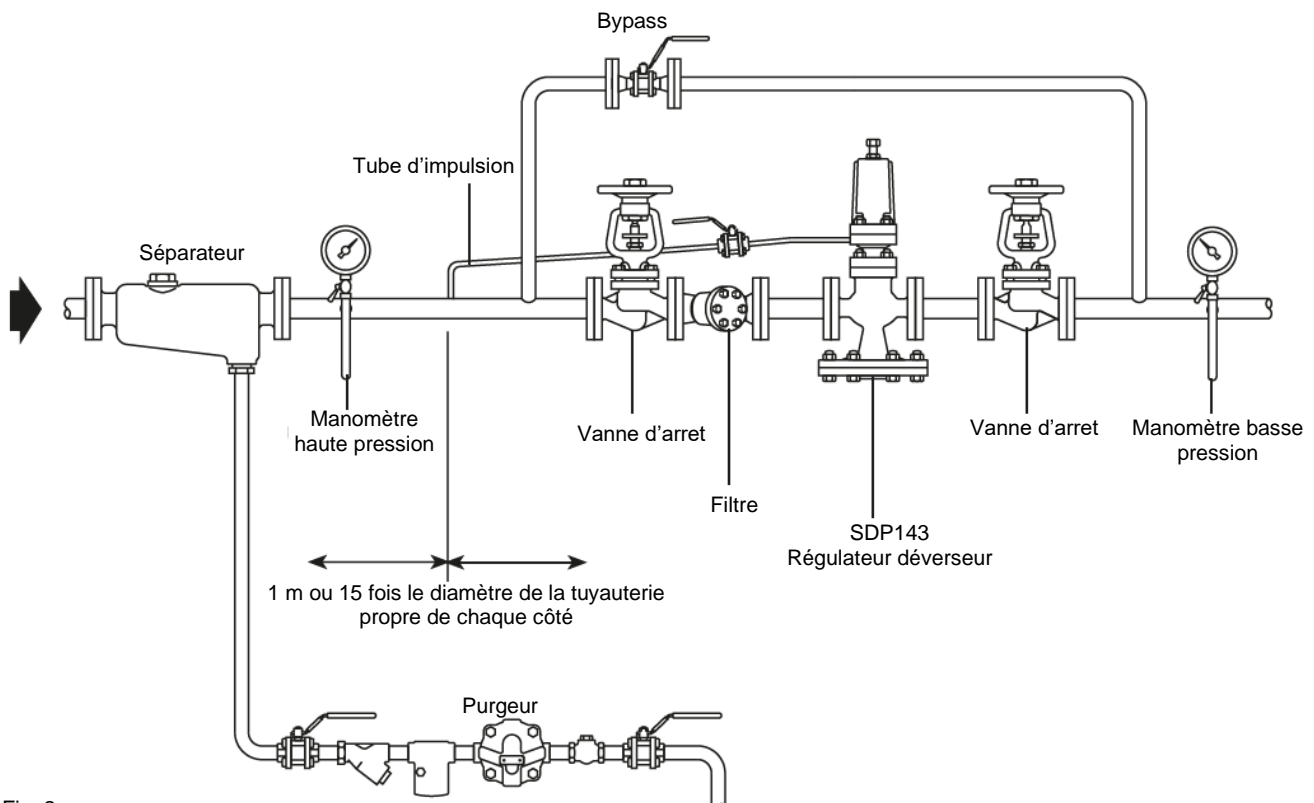 Bypass
Tube d'impulsion
Séparateur
Manomètre
haute pression
Vanne d'arret
Vanne d'arret
Manomètre basse
pression
Filtre
SDP143
Régulateur déverseur
1 m ou 15 fois le diamètre de la tuyauterie
propre de chaque côté
Purgeur